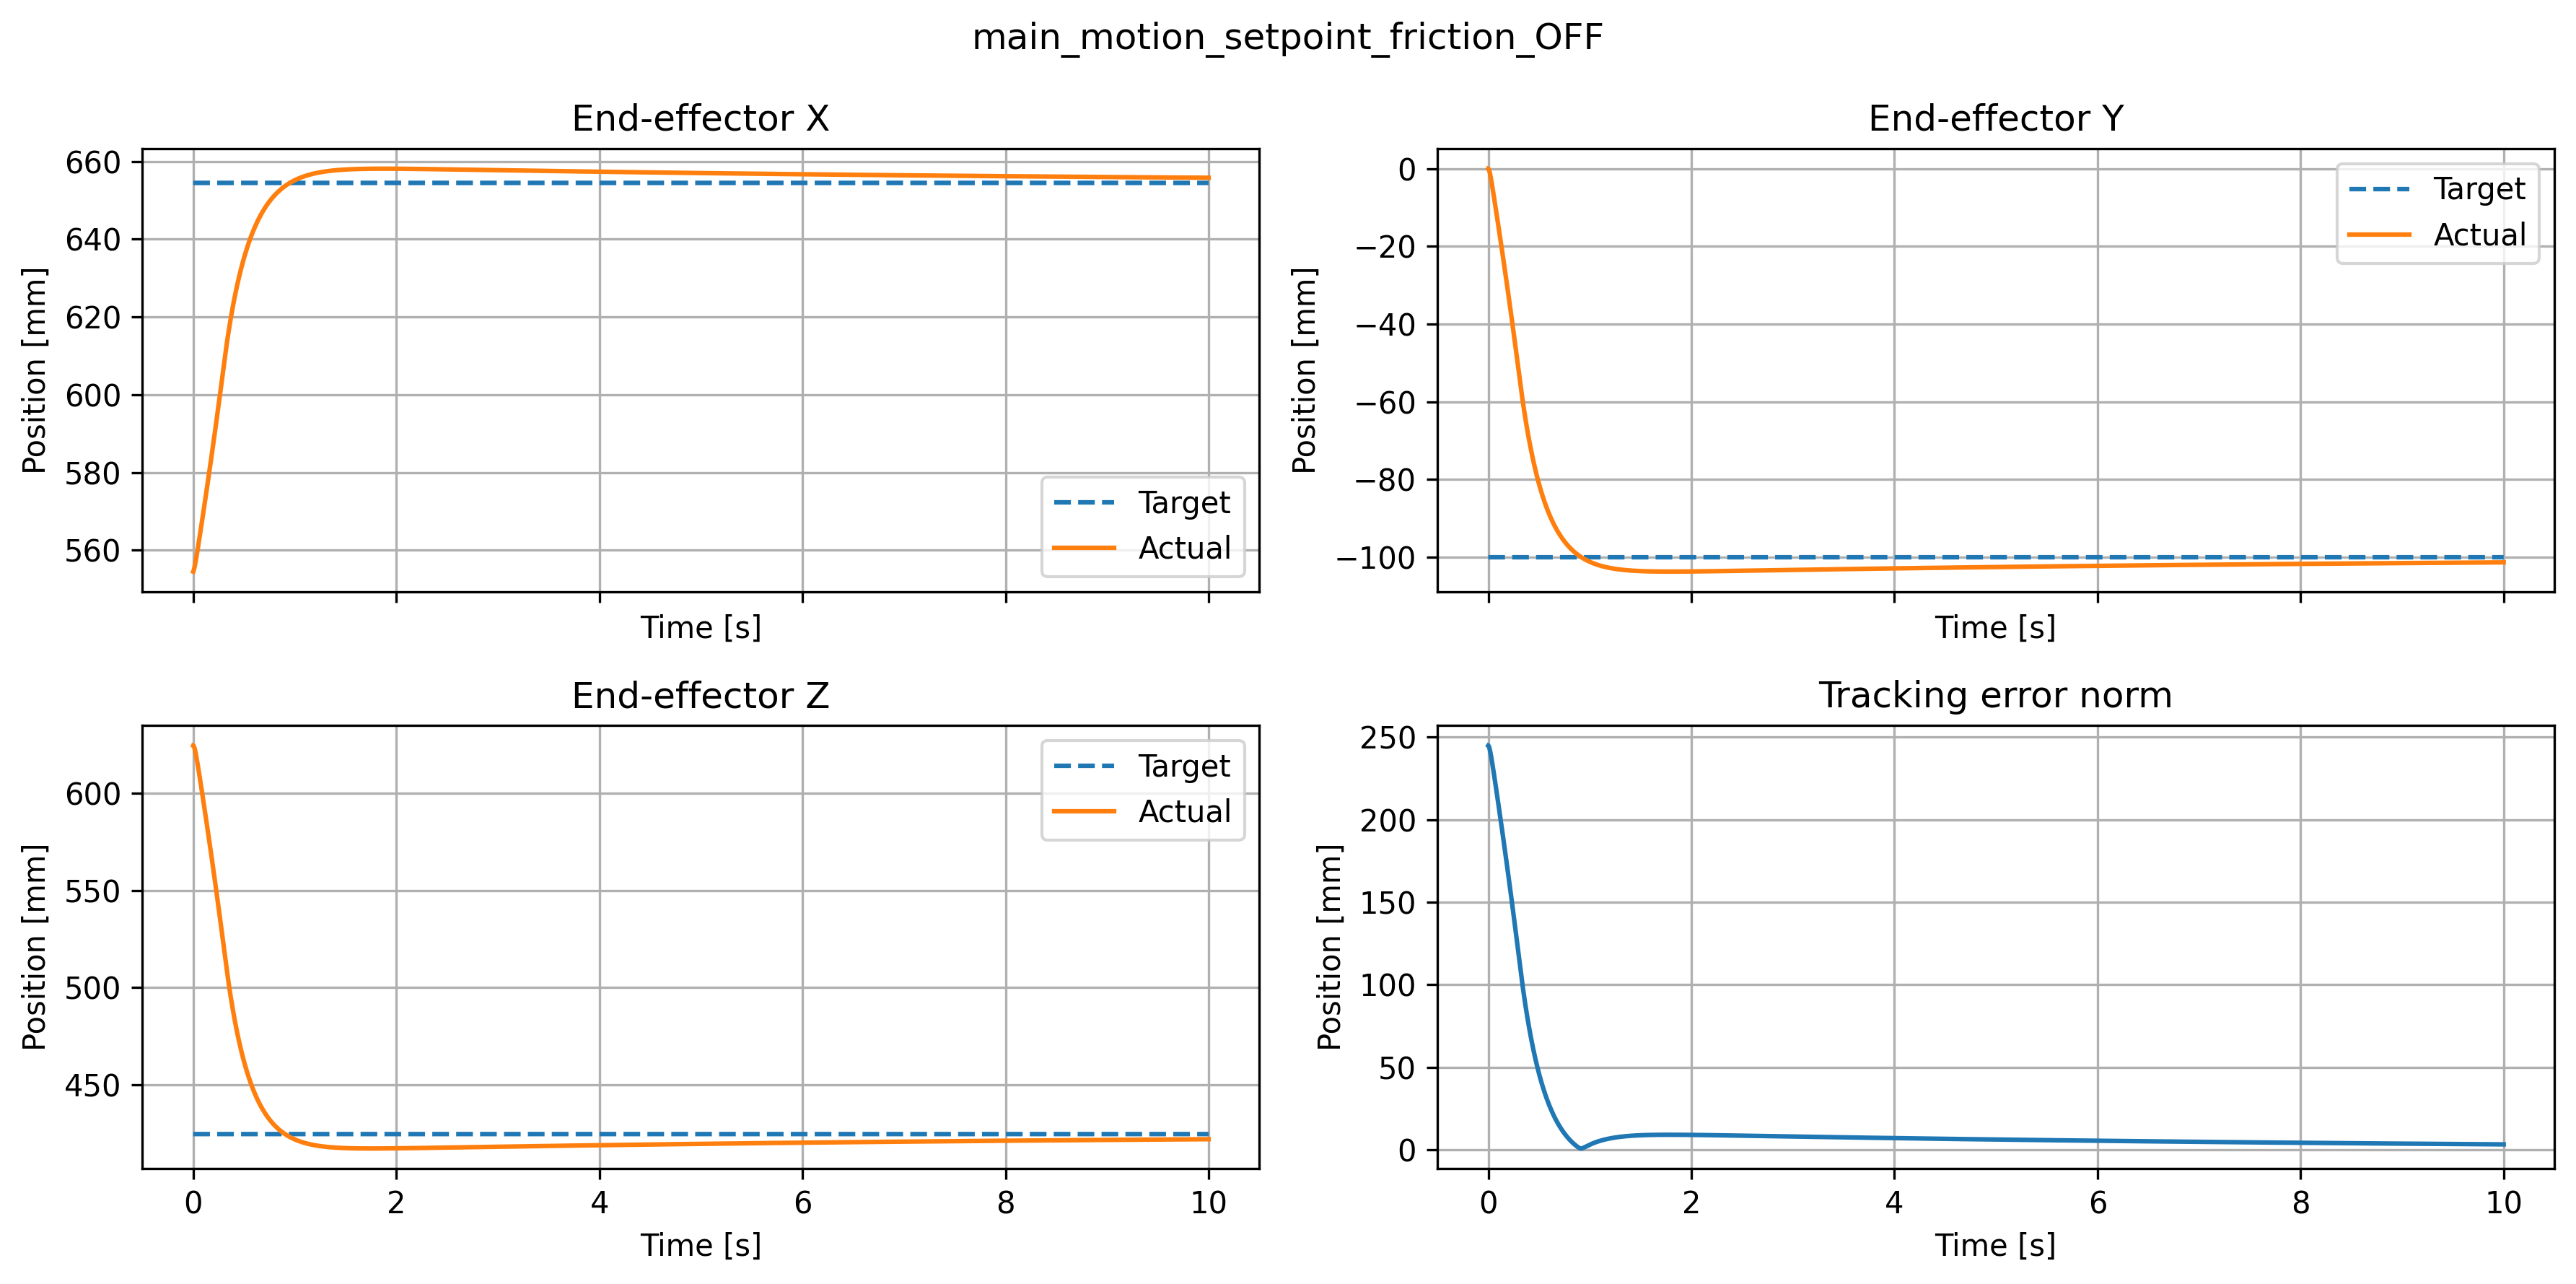 main_motion_setpoint_friction_OFF
End-effector X
660
640
620
600
580
560
Position [mm]
Target
Actual
Time [s]
End-effector Y
0
−20
−40
−60
−80
−100
Position [mm]
Target
Actual
Time [s]
End-effector Z
600
550
500
450
Position [mm]
Target
Actual
0 2 4 6 8 10
Time [s]
Tracking error norm
250
200
150
100
50
0
Position [mm]
0 2 4 6 8 10
Time [s]